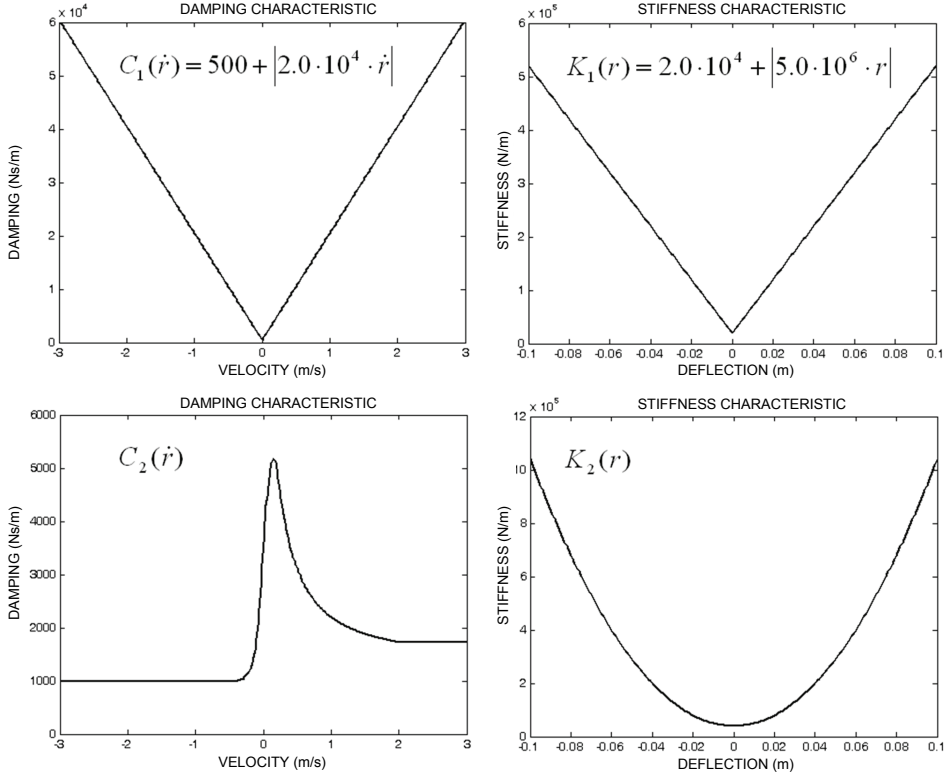 DAMPING CHARACTERISTIC
× 10⁴
C₁(ṙ) = 500 + |2.0·10⁴·ṙ|
DAMPING (Ns/m)
6
5
4
3
2
1
0
-3 -2 -1 0 1 2 3
VELOCITY (m/s)
STIFFNESS CHARACTERISTIC
× 10⁵
K₁(r) = 2.0·10⁴ + |5.0·10⁶·r|
STIFFNESS (N/m)
6
5
4
3
2
1
0
-0.1 -0.08 -0.06 -0.04 -0.02 0 0.02 0.04 0.06 0.08 0.1
DEFLECTION (m)
DAMPING CHARACTERISTIC
C₂(ṙ)
DAMPING (Ns/m)
6000
5000
4000
3000
2000
1000
0
-3 -2 -1 0 1 2 3
VELOCITY (m/s)
STIFFNESS CHARACTERISTIC
× 10⁵
K₂(r)
STIFFNESS (N/m)
12
10
8
6
4
2
0
-0.1 -0.08 -0.06 -0.04 -0.02 0 0.02 0.04 0.06 0.08 0.1
DEFLECTION (m)